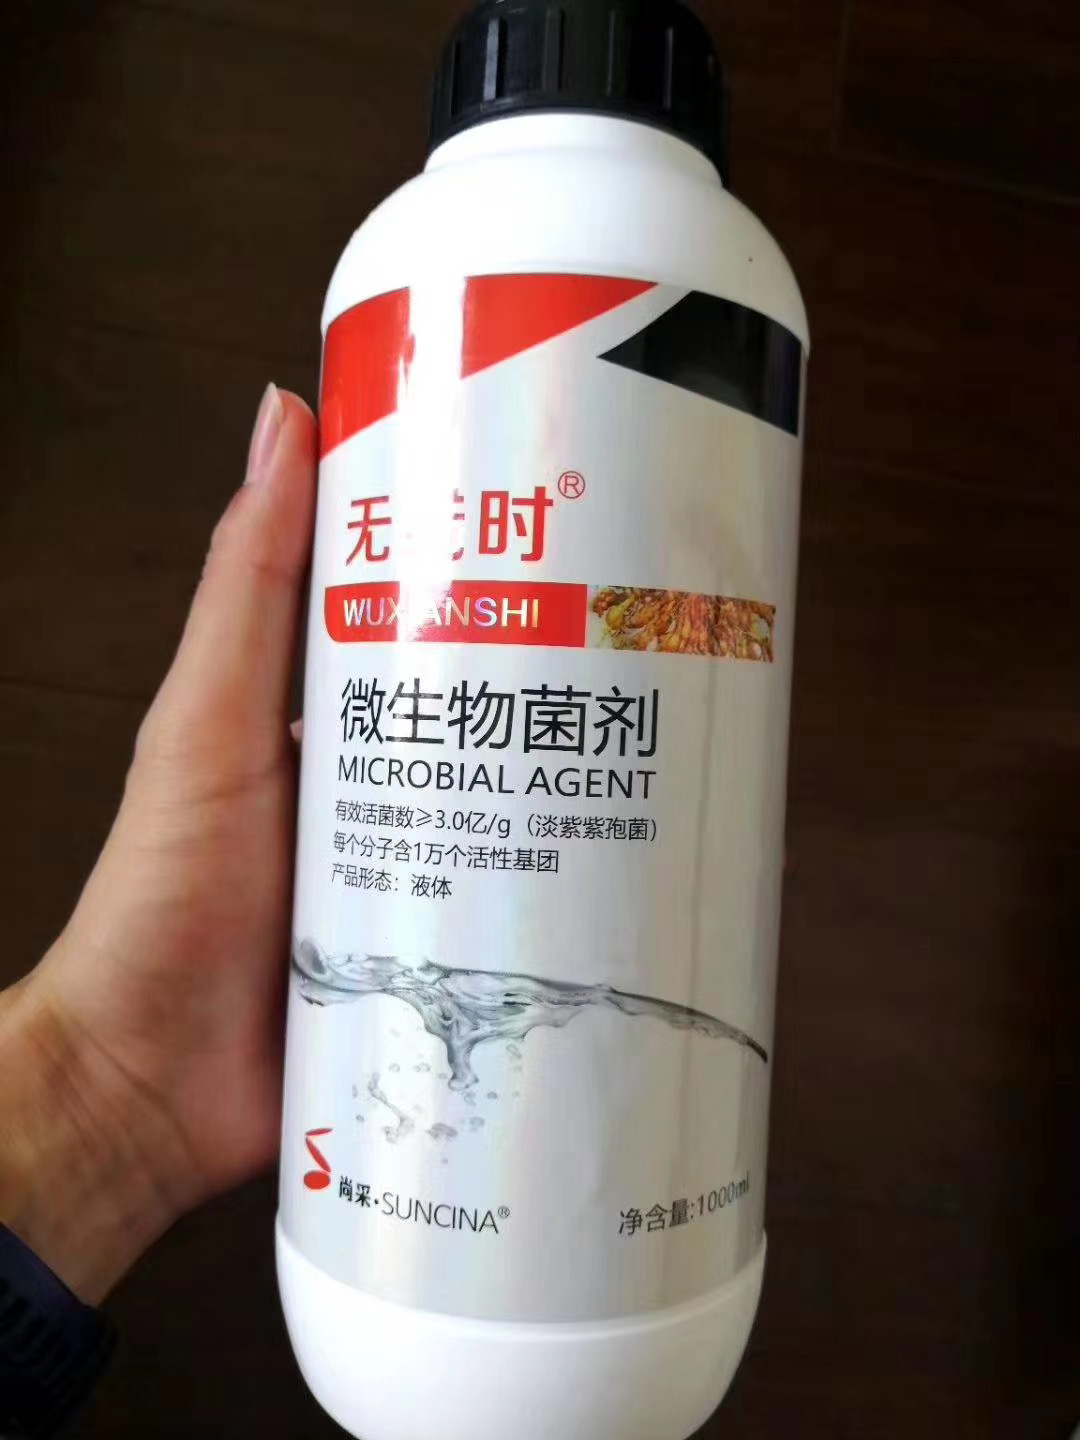 无线时®
WUXIANSHI
微生物菌剂
MICROBIAL AGENT
有效活菌数≥3.0亿/g（淡紫紫孢菌）
每个分子含1万个活性基团
产品形态：液体
尚采·SUNCINA®
净含量:1000ml